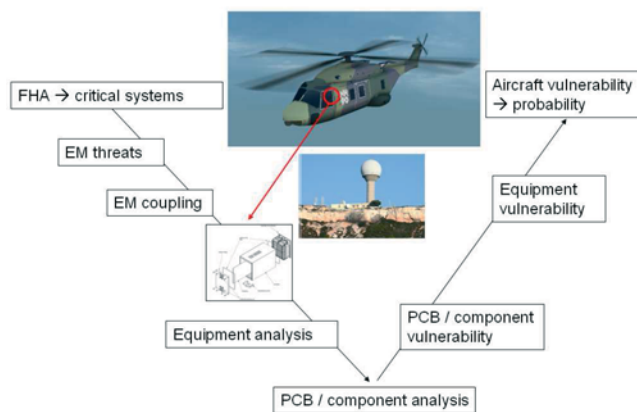 FHA → critical systems
EM threats
EM coupling
Equipment analysis
PCB / component analysis
PCB / component
vulnerability
Equipment
vulnerability
Aircraft vulnerability
→ probability